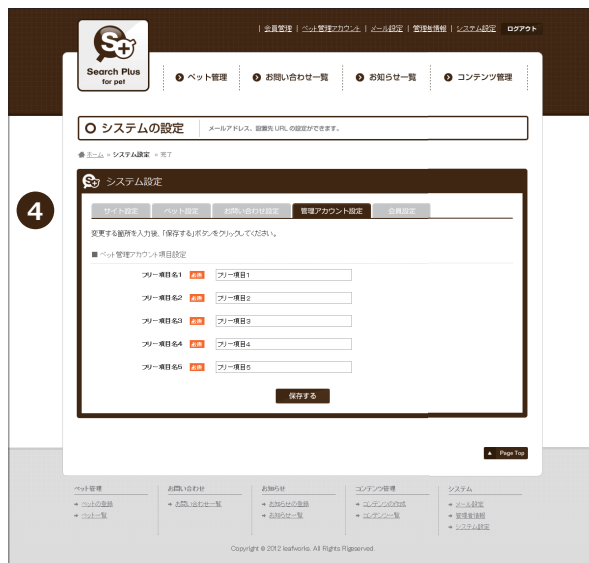 | 会員管理 | ペット管理アカウント | メール設定 | 管理者情報 | システム設定 ログアウト
S+
Search Plus
for pet
ペット管理 お問い合わせ一覧 お知らせ一覧 コンテンツ管理
システムの設定 メールアドレス、設置先 URL の設定ができます。
ホーム » システム設定 » 完了
4
S+ システム設定
サイト設定 ペット設定 お問い合わせ設定 管理アカウント設定 会員設定
変更する箇所を入力後、「保存する」ボタンをクリックしてください。
■ ペット管理アカウント項目設定
フリー項目名1 必須 フリー項目1
フリー項目名2 必須 フリー項目2
フリー項目名3 必須 フリー項目3
フリー項目名4 必須 フリー項目4
フリー項目名5 必須 フリー項目5
保存する
▲ Page Top
ペット管理 お問い合わせ お知らせ コンテンツ管理 システム
ペットの登録 お問い合わせ一覧 お知らせの登録 コンテンツの作成 メール設定
ペット一覧 お知らせ一覧 コンテンツ一覧 管理者情報
システム設定
Copyright © 2012 leafworks. All Rights Rigeserved.